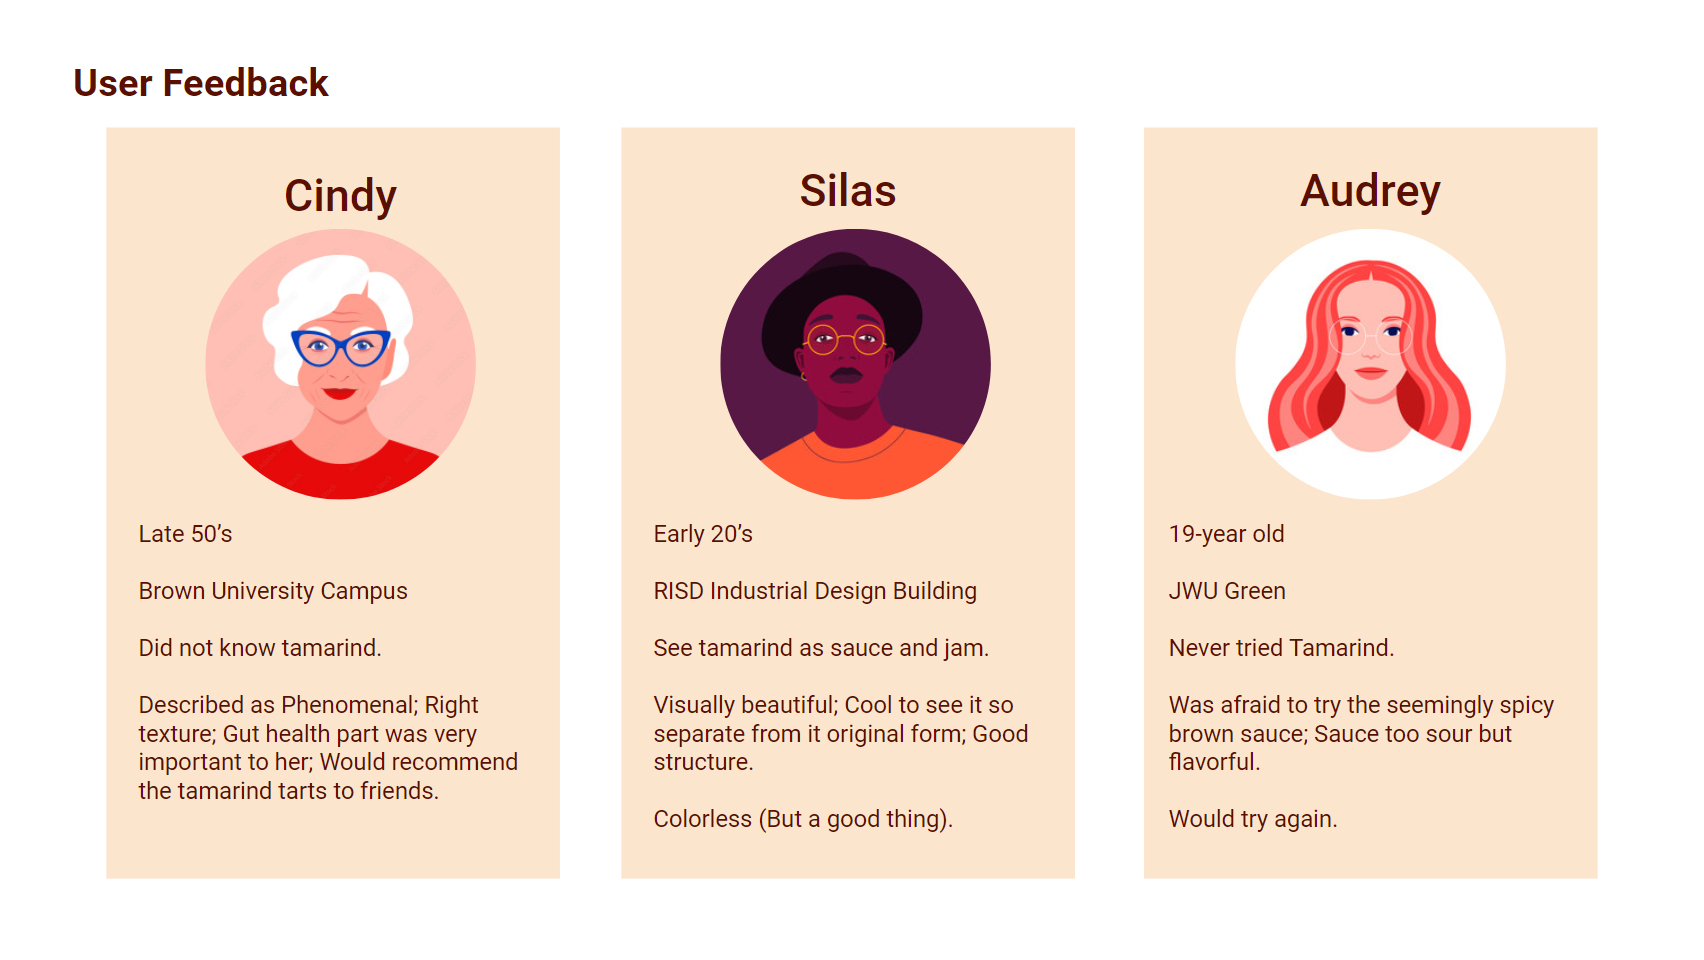 User Feedback
Cindy
Late 50’s
Brown University Campus
Did not know tamarind.
Described as Phenomenal; Right
texture; Gut health part was very
important to her; Would recommend
the tamarind tarts to friends.
Silas
Early 20’s
RISD Industrial Design Building
See tamarind as sauce and jam.
Visually beautiful; Cool to see it so
separate from it original form; Good
structure.
Colorless (But a good thing).
Audrey
19-year old
JWU Green
Never tried Tamarind.
Was afraid to try the seemingly spicy
brown sauce; Sauce too sour but
flavorful.
Would try again.